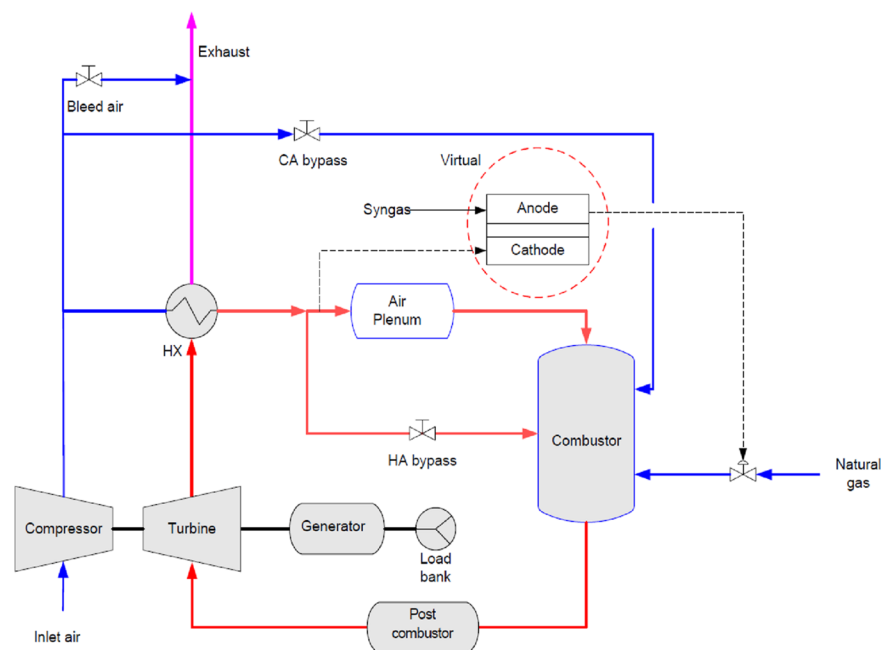 Exhaust
Bleed air
CA bypass
Virtual
Syngas
Anode
Cathode
Air
Plenum
HX
Combustor
HA bypass
Natural
gas
Compressor
Turbine
Generator
Load
bank
Post
combustor
Inlet air